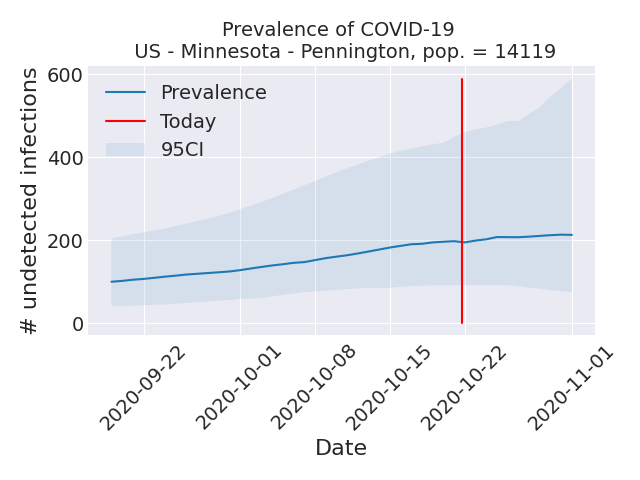 Prevalence of COVID-19
US - Minnesota - Pennington, pop. = 14119
# undetected infections
600
400
200
0
Prevalence
Today
95CI
2020-09-22
2020-10-01
2020-10-08
2020-10-15
2020-10-22
2020-11-01
Date